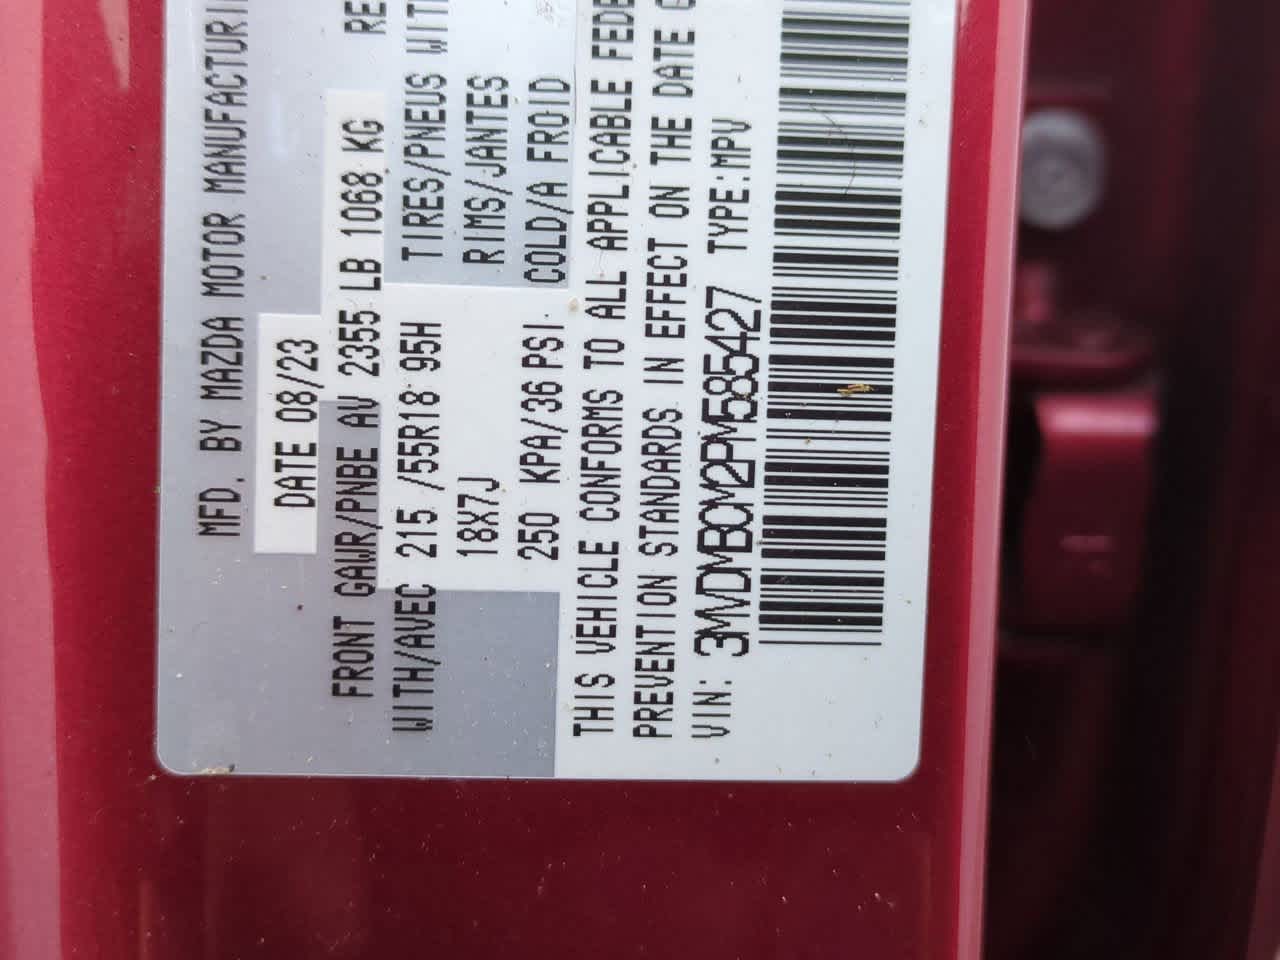 MFD. BY MAZDA MOTOR MANUFACTURI
DATE 08/23
FRONT GAWR/PNBE AV 2355 LB 1068 KG RE
WITH/AVEC 215 /55R18 95H TIRES/PNEUS WIT
18X7J RIMS/JANTES
250 KPA/36 PSI. COLD/A FROID
THIS VEHICLE CONFORMS TO ALL APPLICABLE FEDE
PREVENTION STANDARDS IN EFFECT ON THE DATE
VIN: 3MVDMBCM2PM585427 TYPE:MPV